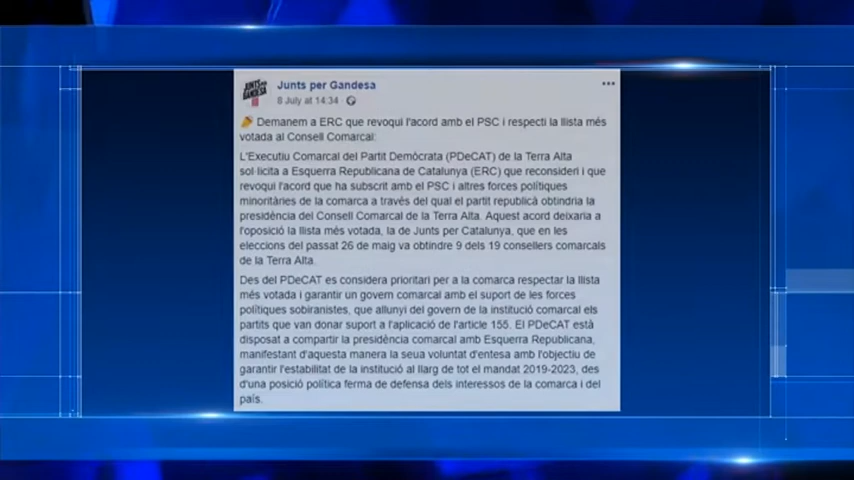 JUNTS PER
GANDESA
Junts per Gandesa
8 July at 14:34
Demanem a ERC que revoqui l'acord amb el PSC i respecti la llista més
votada al Consell Comarcal:
L'Executiu Comarcal del Partit Demòcrata (PDeCAT) de la Terra Alta
sol·licita a Esquerra Republicana de Catalunya (ERC) que reconsideri i que
revoqui l'acord que ha subscrit amb el PSC i altres forces polítiques
minoritàries de la comarca a través del qual el partit republicà obtindria la
presidència del Consell Comarcal de la Terra Alta. Aquest acord deixaria a
l'oposició la llista més votada, la de Junts per Catalunya, que en les
eleccions del passat 26 de maig va obtindre 9 dels 19 consellers comarcals
de la Terra Alta.
Des del PDeCAT es considera prioritari per a la comarca respectar la llista
més votada i garantir un govern comarcal amb el suport de les forces
polítiques sobiranistes, que allunyi del govern de la institució comarcal els
partits que van donar suport a l'aplicació de l'article 155. El PDeCAT està
disposat a compartir la presidència comarcal amb Esquerra Republicana,
manifestant d'aquesta manera la seua voluntat d'entesa amb l'objectiu de
garantir l'estabilitat de la institució al llarg de tot el mandat 2019-2023, des
d'una posició política ferma de defensa dels interessos de la comarca i del
país.